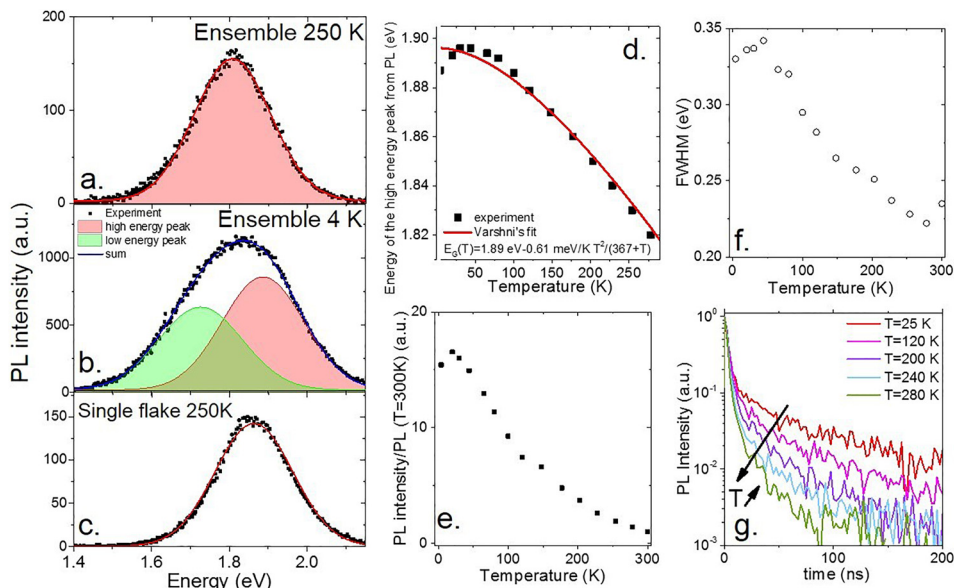 Ensemble 250 K
200
150
100
50
0
a.
Experiment
high energy peak
low energy peak
sum
Ensemble 4 K
1000
750
500
250
0
b.
Single flake 250K
150
100
50
0
c.
1.4 1.6 1.8 2.0
Energy (eV)
PL intensity (a.u.)
d.
1.90
1.88
1.86
1.84
1.82
Energy of the high energy peak from PL (eV)
experiment
Varshni's fit
E_G(T)=1.89 eV-0.61 meV/K T²/(367+T)
50 100 150 200 250
Temperature (K)
20
10
0
PL intensity/PL (T=300K) (a.u.)
e.
0 100 200 300
Temperature (K)
f.
0.35
0.30
0.25
0.20
FWHM (eV)
0 100 200 300
Temperature (K)
10⁰
10⁻¹
10⁻²
10⁻³
PL Intensity (a.u.)
T=25 K
T=120 K
T=200 K
T=240 K
T=280 K
T
g.
0 100 200
time (ns)